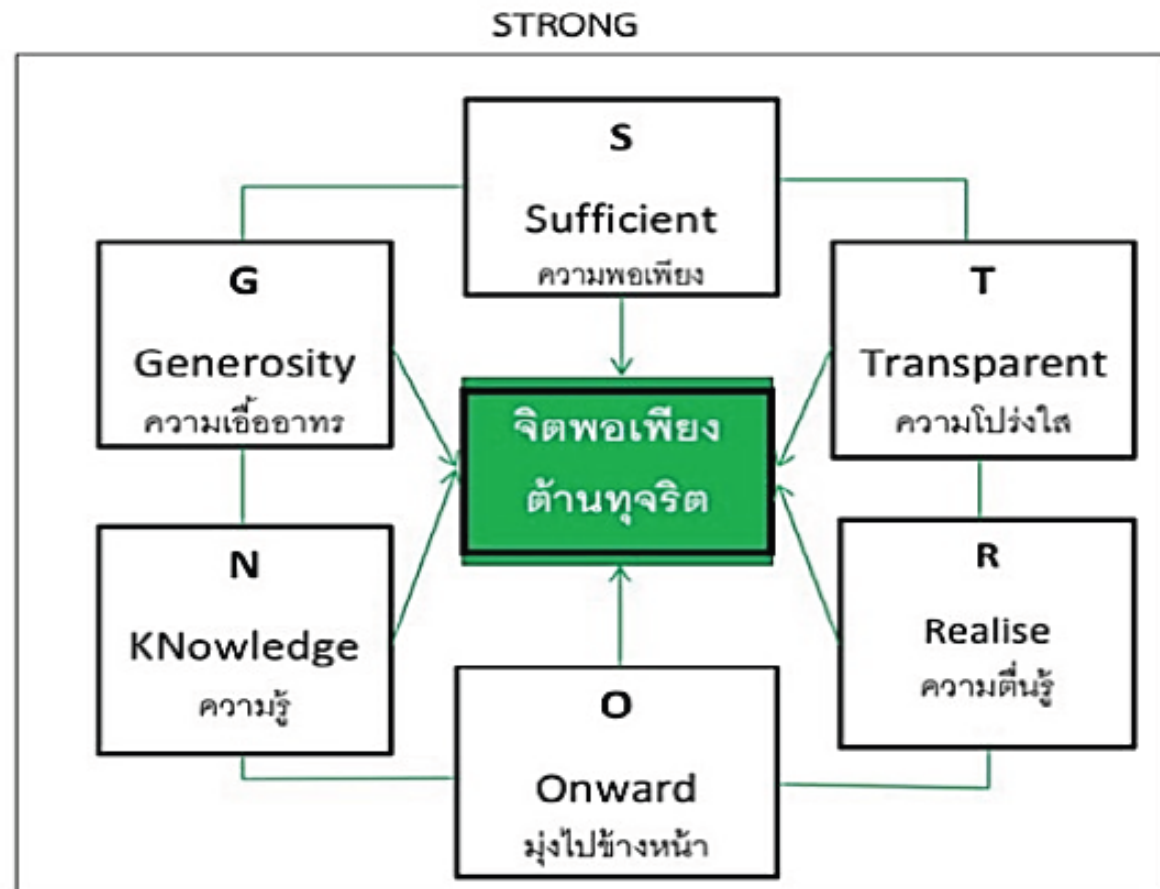 STRONG
S
Sufficient
ความพอเพียง
T
Transparent
ความโปร่งใส
R
Realise
ความตื่นรู้
O
Onward
มุ่งไปข้างหน้า
N
KNowledge
ความรู้
G
Generosity
ความเอื้ออาทร
จิตพอเพียง
ต้านทุจริต